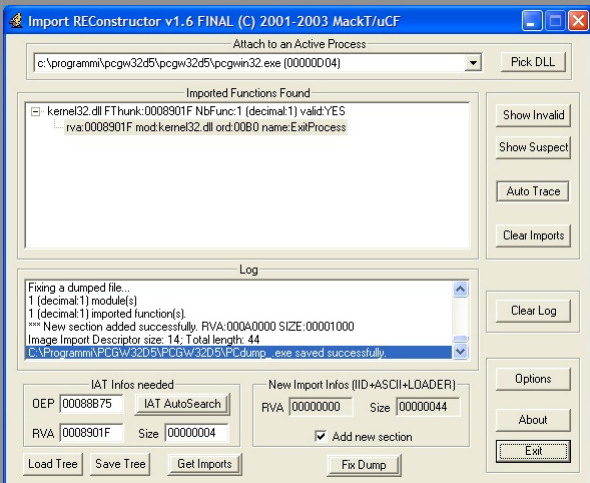 Import REConstructor v1.6 FINAL (C) 2001-2003 MackT/uCF
Attach to an Active Process
c:\programmi\pcgw32d5\pcgw32d5\pcgwin32.exe (00000D04)
Pick DLL
Imported Functions Found
kernel32.dll FThunk:0008901F NbFunc:1 (decimal:1) valid:YES
rva:0008901F mod:kernel32.dll ord:00B0 name:ExitProcess
Show Invalid
Show Suspect
Auto Trace
Clear Imports
Log
Fixing a dumped file...
1 (decimal:1) module(s)
1 (decimal:1) imported function(s).
*** New section added successfully. RVA:000A0000 SIZE:00001000
Image Import Descriptor size: 14; Total length: 44
C:\Programmi\PCGW32D5\PCGW32D5\PCdump_.exe saved successfully.
Clear Log
IAT Infos needed
OEP 00088B75 IAT AutoSearch
RVA 0008901F Size 00000004
New Import Infos (IID+ASCII+LOADER)
RVA 00000000 Size 00000044
Add new section
Options
About
Exit
Load Tree Save Tree Get Imports Fix Dump